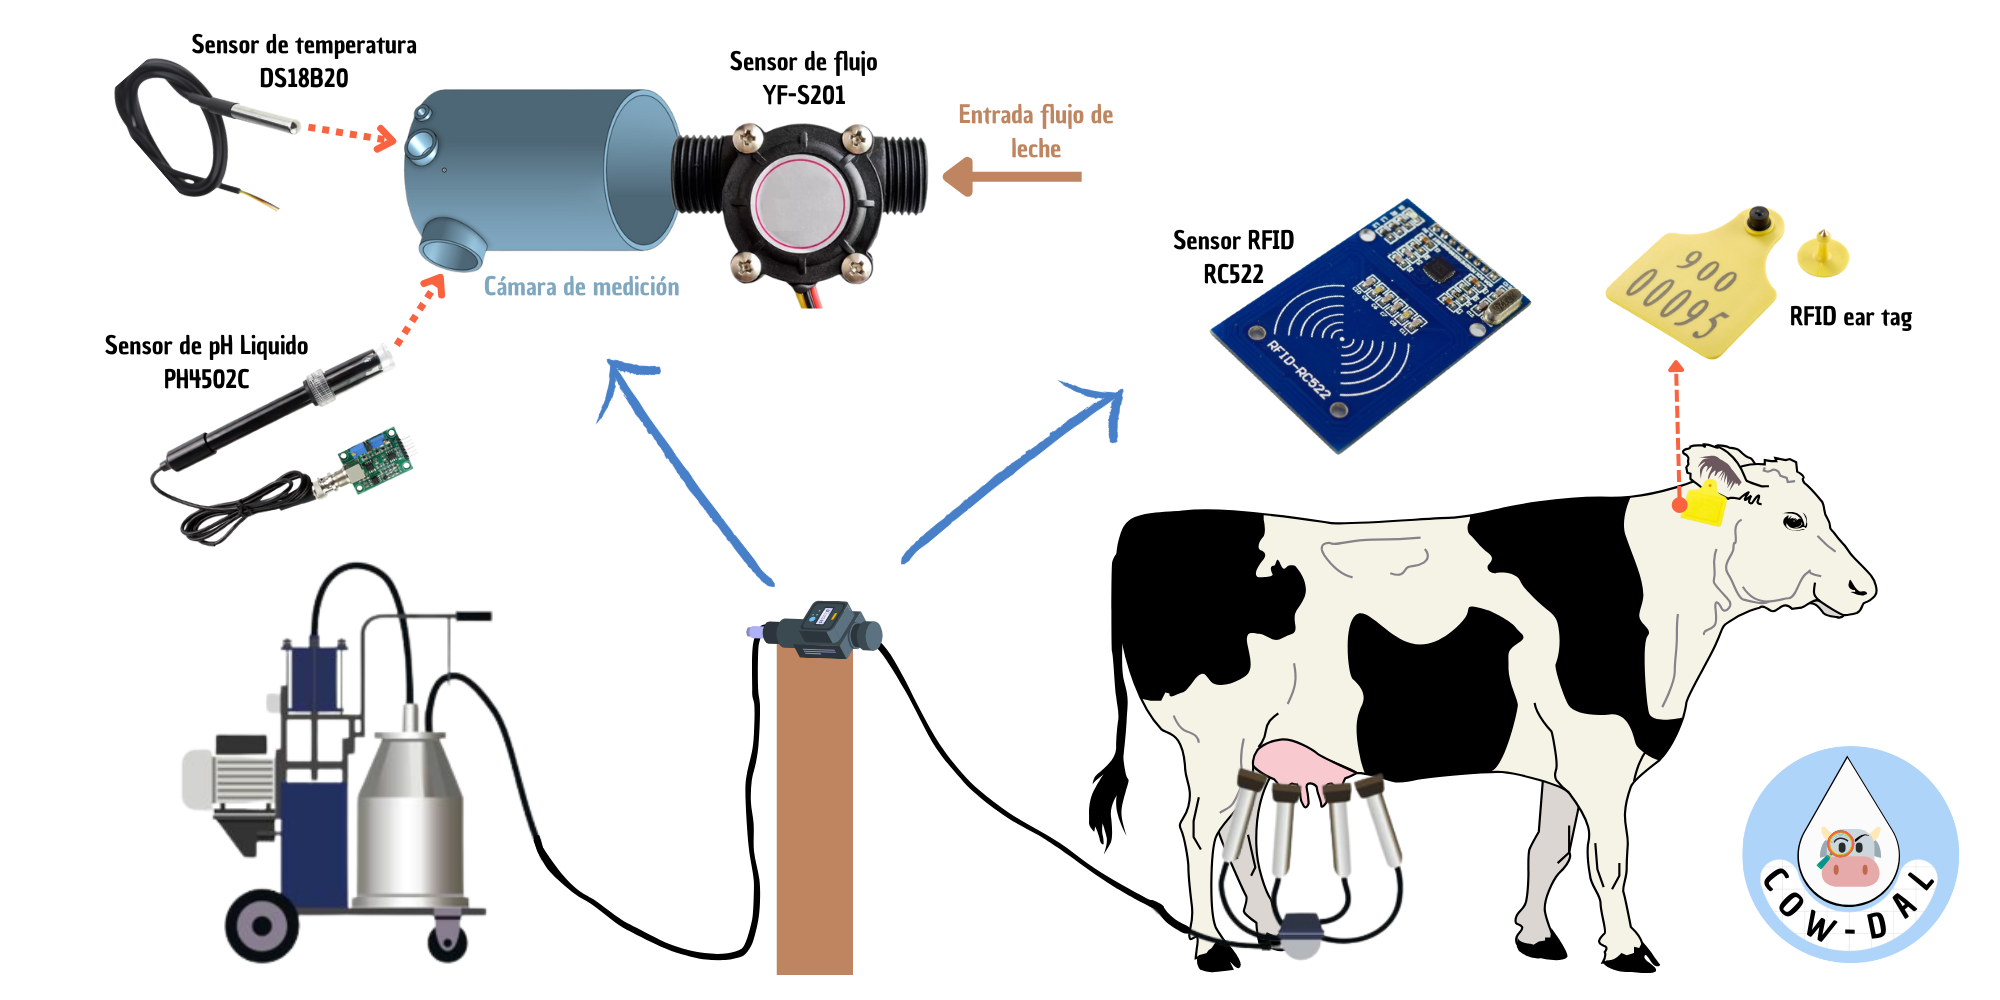 Sensor de temperatura
DS18B20
Sensor de flujo
YF-S201
Entrada flujo de
leche
Cámara de medición
Sensor de pH Liquido
PH4502C
Sensor RFID
RC522
RFID-RC522
900
00095
RFID ear tag
COW-DAL